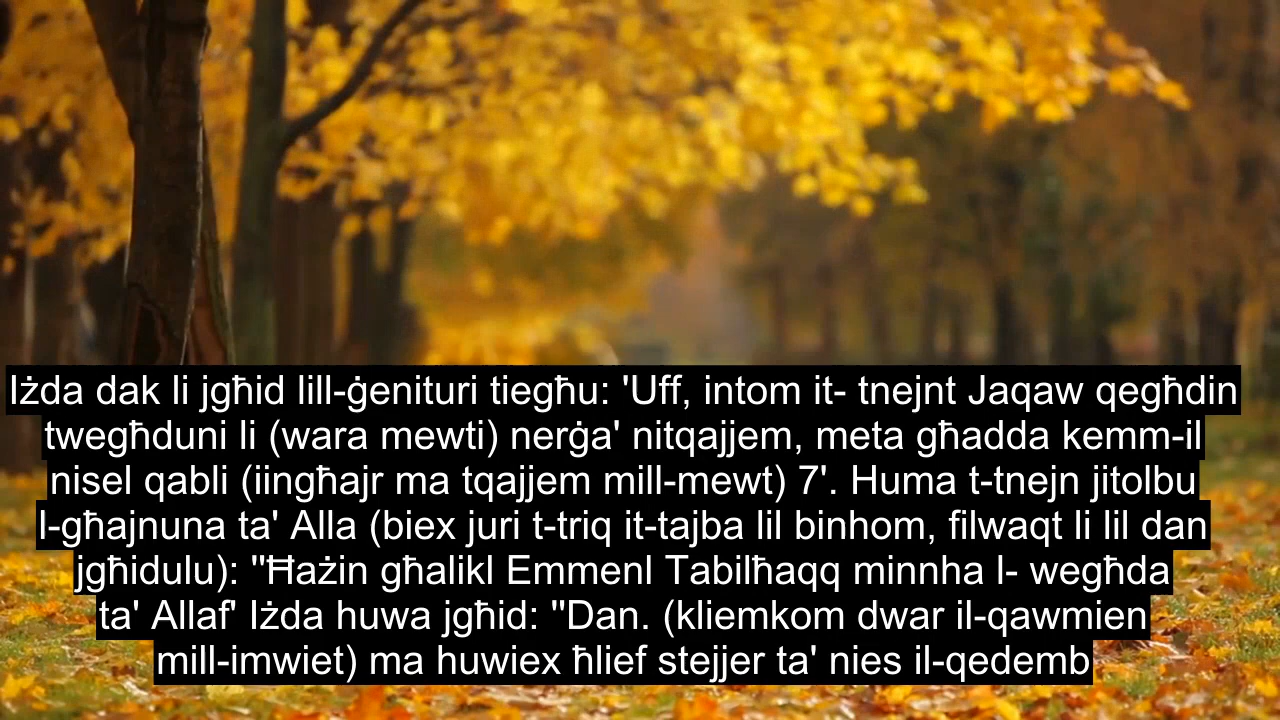 Iżda dak li jgħid lill-ġenituri tiegħu: 'Uff, intom it- tnejnt Jaqaw qegħdin
twegħduni li (wara mewti) nerġa' nitqajjem, meta għadda kemm-il
nisel qabli (iingħajr ma tqajjem mill-mewt) 7'. Huma t-tnejn jitolbu
l-għajnuna ta' Alla (biex juri t-triq it-tajba lil binhom, filwaqt li lil dan
jgħidulu): "Ħażin għalikl Emmenl Tabilħaqq minnha l- wegħda
ta' Allaf' Iżda huwa jgħid: "Dan. (kliemkom dwar il-qawmien
mill-imwiet) ma huwiex ħlief stejjer ta' nies il-qedemb